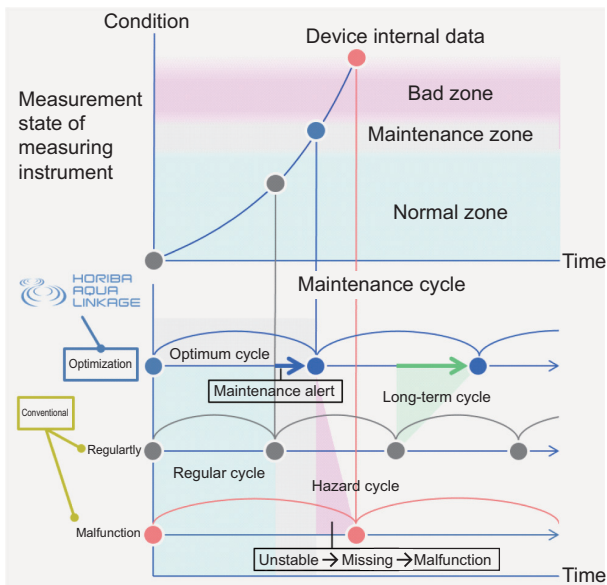 Condition
Device internal data
Measurement
state of
measuring
instrument
Bad zone
Maintenance zone
Normal zone
Time
Maintenance cycle
HORIBA
AQUA
LINKAGE
Optimization
Optimum cycle
Maintenance alert
Long-term cycle
Conventional
Regulartly
Regular cycle
Hazard cycle
Malfunction
Unstable → Missing → Malfunction
Time